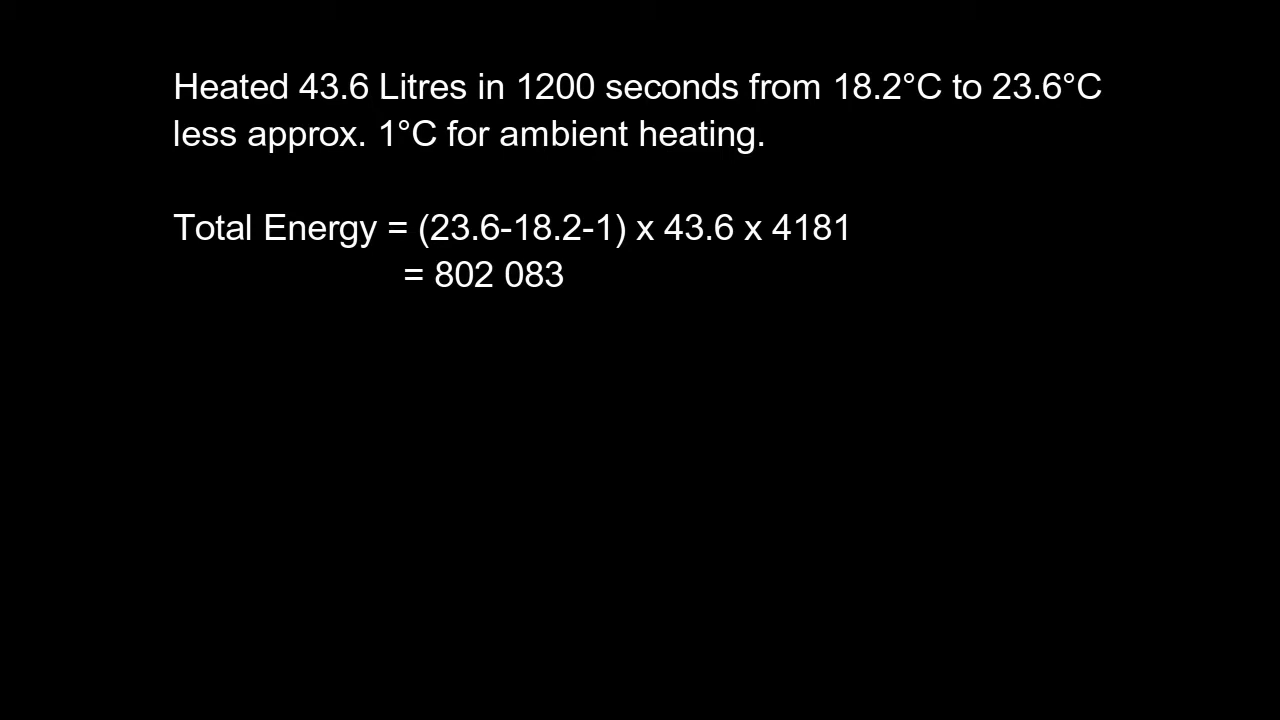 Heated 43.6 Litres in 1200 seconds from 18.2°C to 23.6°C
less approx. 1°C for ambient heating.
Total Energy = (23.6-18.2-1) x 43.6 x 4181
= 802 083